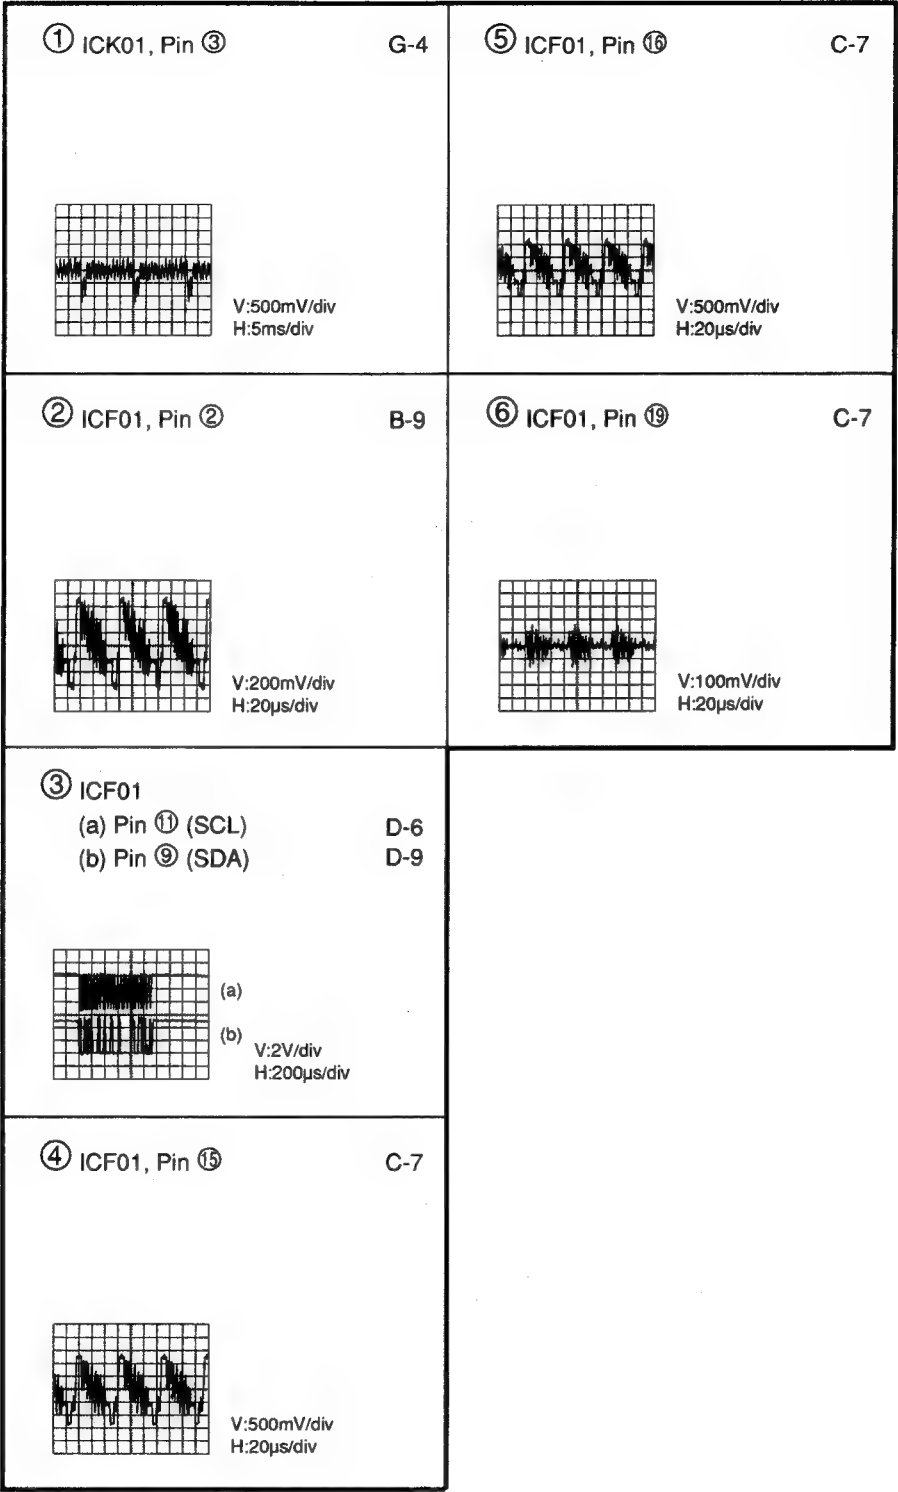 ① ICK01, Pin ③ G-4
V:500mV/div
H:5ms/div
② ICF01, Pin ② B-9
V:200mV/div
H:20µs/div
③ ICF01
(a) Pin ⑪ (SCL) D-6
(b) Pin ⑨ (SDA) D-9
(a)
(b)
V:2V/div
H:200µs/div
④ ICF01, Pin ⑮ C-7
V:500mV/div
H:20µs/div
⑤ ICF01, Pin ⑯ C-7
V:500mV/div
H:20µs/div
⑥ ICF01, Pin ⑲ C-7
V:100mV/div
H:20µs/div